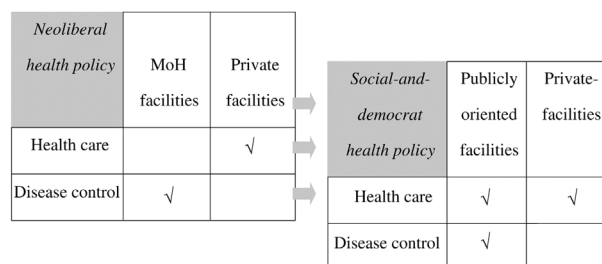 Neoliberal
health policy
MoH
facilities
Private
facilities
Health care
√
Disease control
√
Social-and-
democrat
health policy
Publicly
oriented
facilities
Private-
facilities
Health care
√
√
Disease control
√